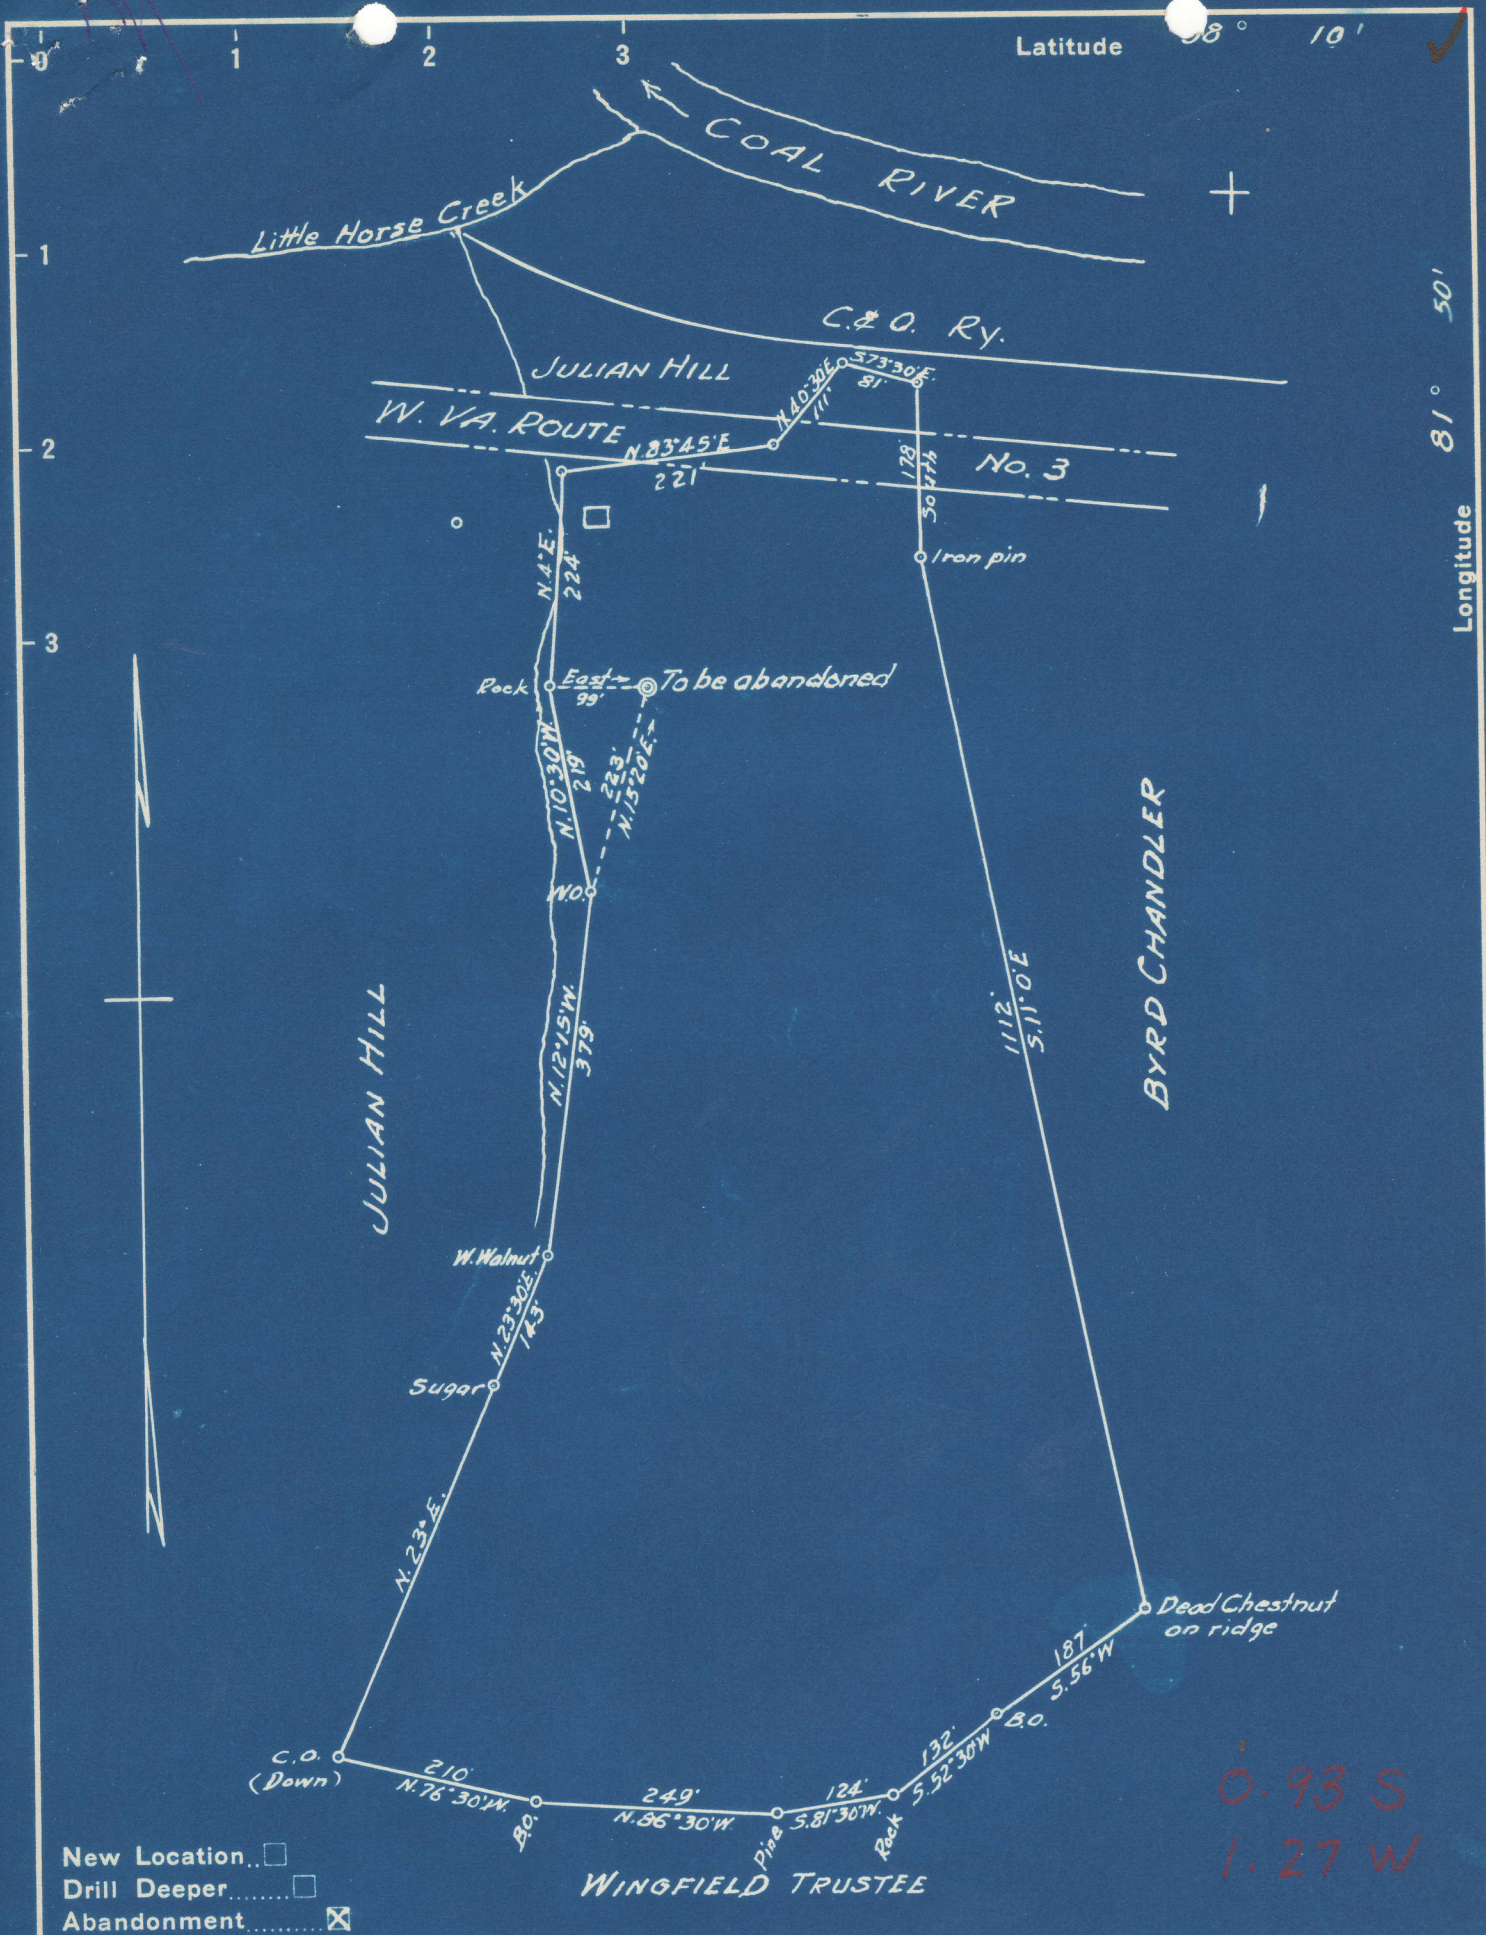 Latitude 38° 10'
0 1 2 3
COAL RIVER
Little Horse Creek
1
C. & O. Ry.
50'
81°
Longitude
JULIAN HILL
S.73°30'E.
81'
N.40°30'E
111'
W. VA. ROUTE
No. 3
2
N.83°45'E
221'
178'
South
Iron pin
N.4°E.
224'
3
Rock
East→
99'
To be abandoned
N.10°30'W.
219'
223'
N.15°20'E.→
W.O.
BYRD CHANDLER
JULIAN HILL
N.12°15'W.
379'
1112'
S.11°0'E
W. Walnut
N.23°30'E.
143'
Sugar
N.23°E.
Dead Chestnut
on ridge
187'
S.56°W
B.O.
132'
S.52°30'W
C.O.
(Down)
210'
N.76°30'W.
B.O.
249'
N.86°30'W.
Pine
124'
S.81°30'W.
Rock
0.93 S
1.27 W
WINGFIELD TRUSTEE
New Location..
Drill Deeper........
Abandonment..........X